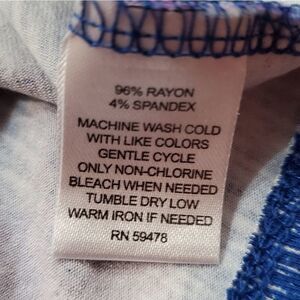 96% RAYON
4% SPANDEX
MACHINE WASH COLD
WITH LIKE COLORS
GENTLE CYCLE
ONLY NON-CHLORINE
BLEACH WHEN NEEDED
TUMBLE DRY LOW
WARM IRON IF NEEDED
RN 59478